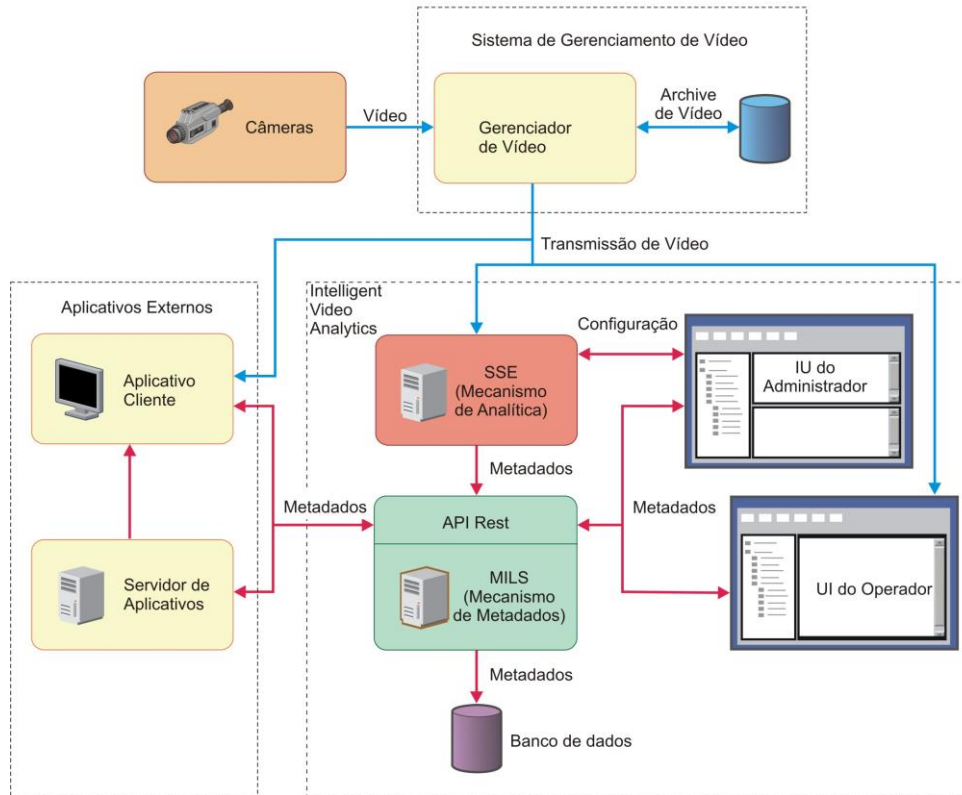 Sistema de Gerenciamento de Vídeo
Câmeras
Vídeo
Gerenciador
de Vídeo
Archive
de Vídeo
Transmissão de Vídeo
Aplicativos Externos
Intelligent
Video
Analytics
Aplicativo
Cliente
SSE
(Mecanismo
de Analítica)
Configuração
IU do
Administrador
Metadados
Metadados
API Rest
Metadados
Servidor de
Aplicativos
MILS
(Mecanismo
de Metadados)
UI do Operador
Metadados
Banco de dados